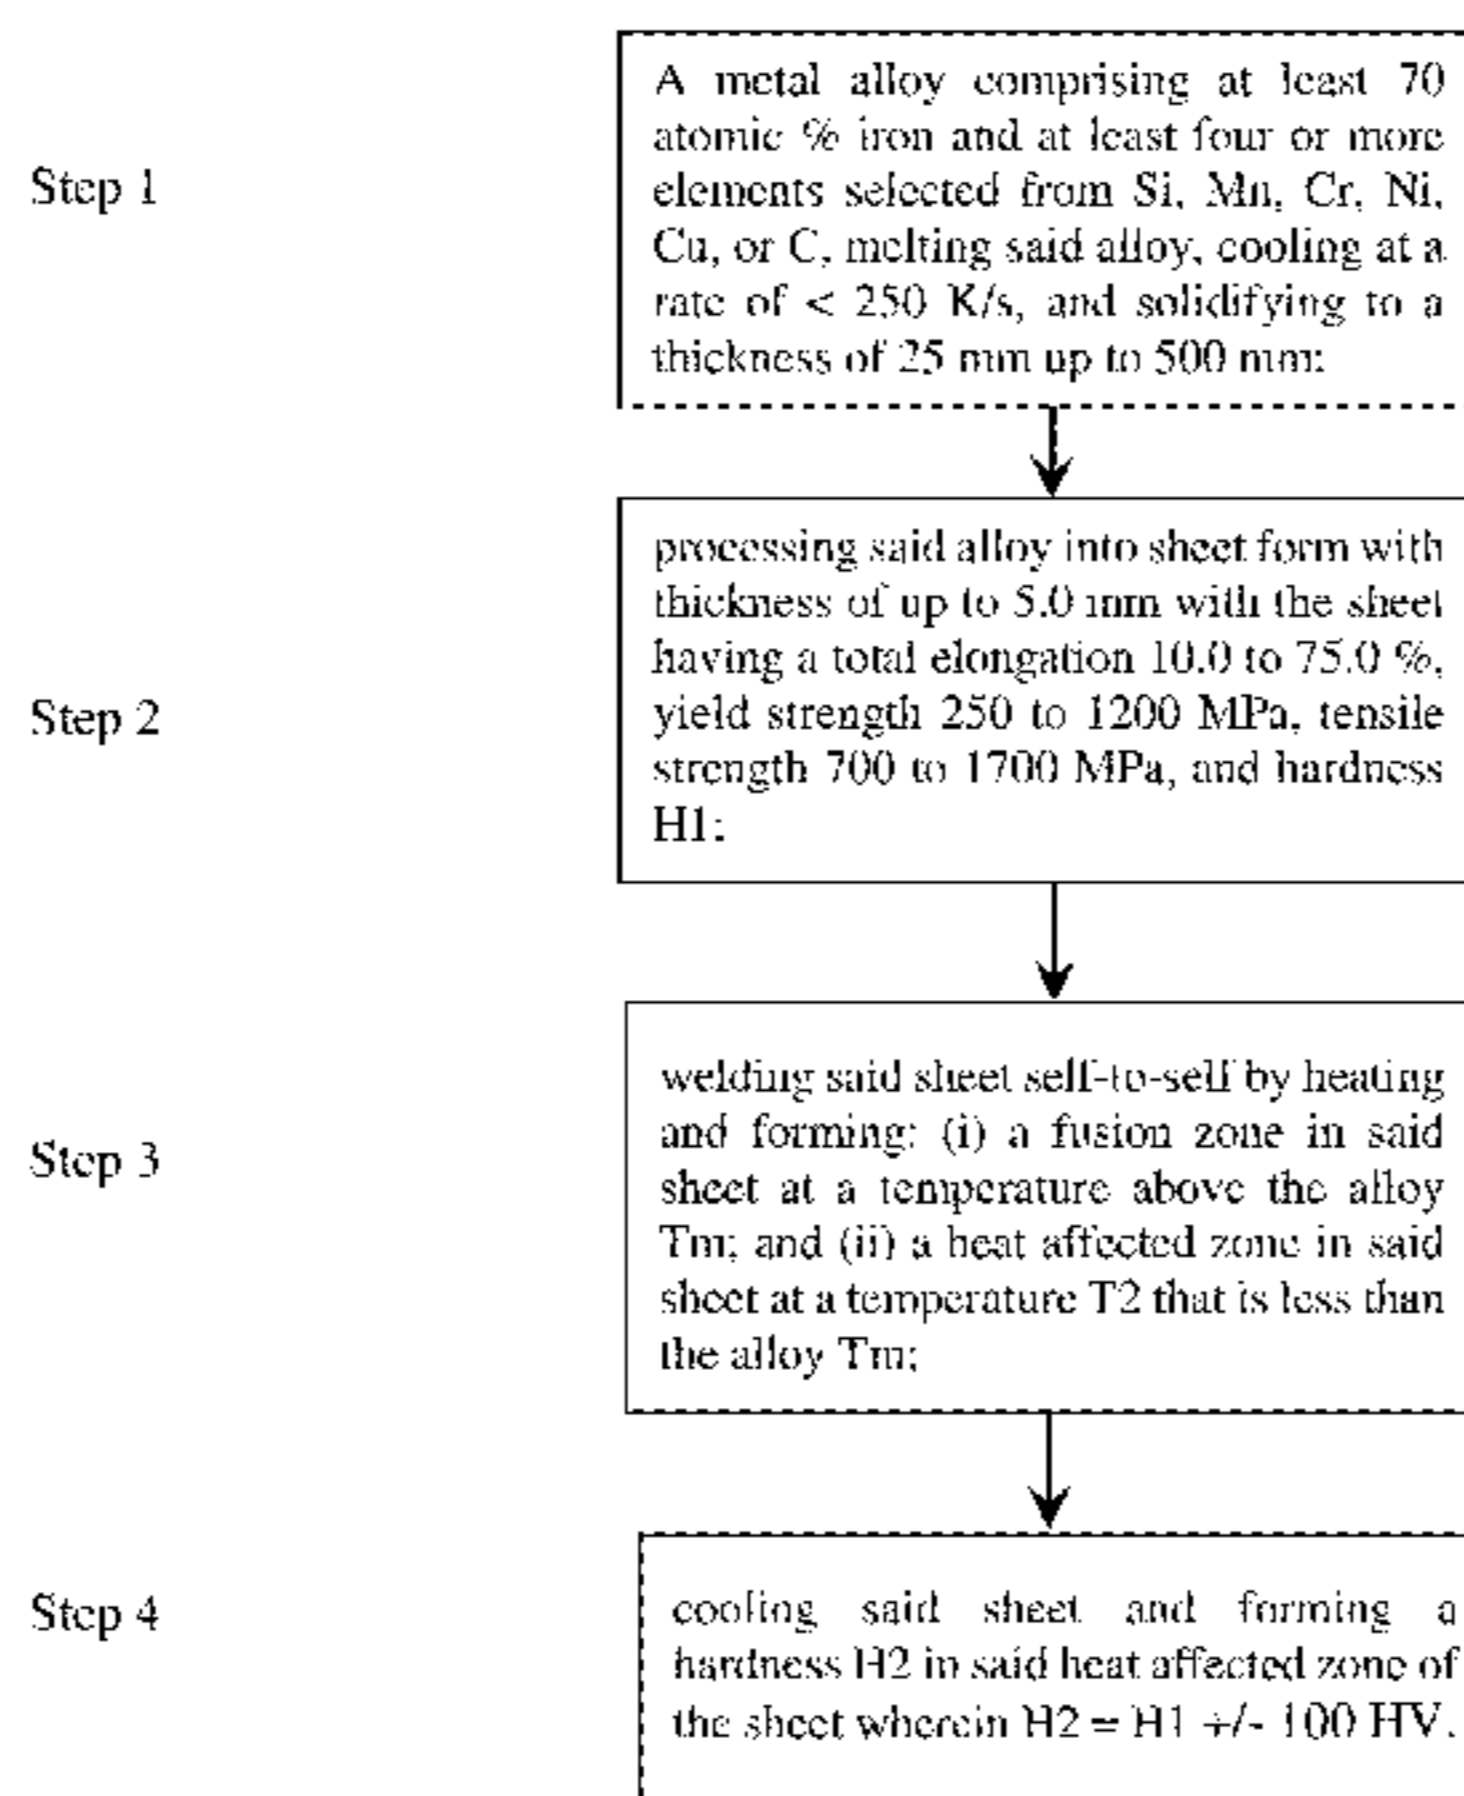 Step 1
A metal alloy comprising at least 70
atomic % iron and at least four or more
elements selected from Si, Mn, Cr, Ni,
Cu, or C, melting said alloy, cooling at a
rate of < 250 K/s, and solidifying to a
thickness of 25 mm up to 500 mm;
Step 2
processing said alloy into sheet form with
thickness of up to 5.0 mm with the sheet
having a total elongation 10.0 to 75.0 %,
yield strength 250 to 1200 MPa, tensile
strength 700 to 1700 MPa, and hardness
H1;
Step 3
welding said sheet self-to-self by heating
and forming: (i) a fusion zone in said
sheet at a temperature above the alloy
Tm; and (ii) a heat affected zone in said
sheet at a temperature T2 that is less than
the alloy Tm;
Step 4
cooling said sheet and forming a
hardness H2 in said heat affected zone of
the sheet wherein H2 = H1 +/- 100 HV.